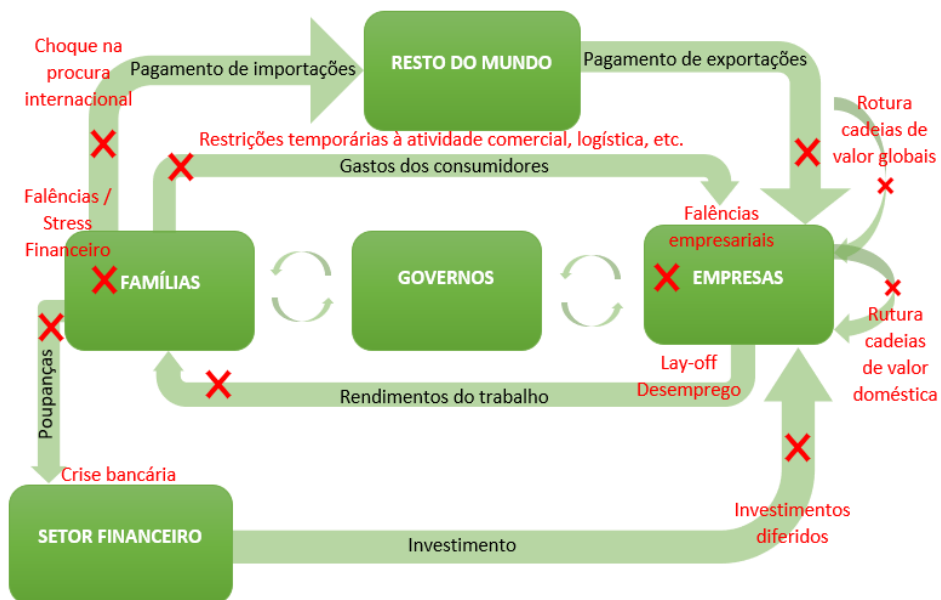 Choque na
procura
internacional
Pagamento de importações
RESTO DO MUNDO
Pagamento de exportações
Rotura
cadeias de
valor globais
Restrições temporárias à atividade comercial, logística, etc.
Gastos dos consumidores
Falências /
Stress
Financeiro
Falências
empresariais
FAMÍLIAS
GOVERNOS
EMPRESAS
Rutura
cadeias
de valor
doméstica
Poupanças
Lay-off
Desemprego
Rendimentos do trabalho
Crise bancária
SETOR FINANCEIRO
Investimento
Investimentos
diferidos